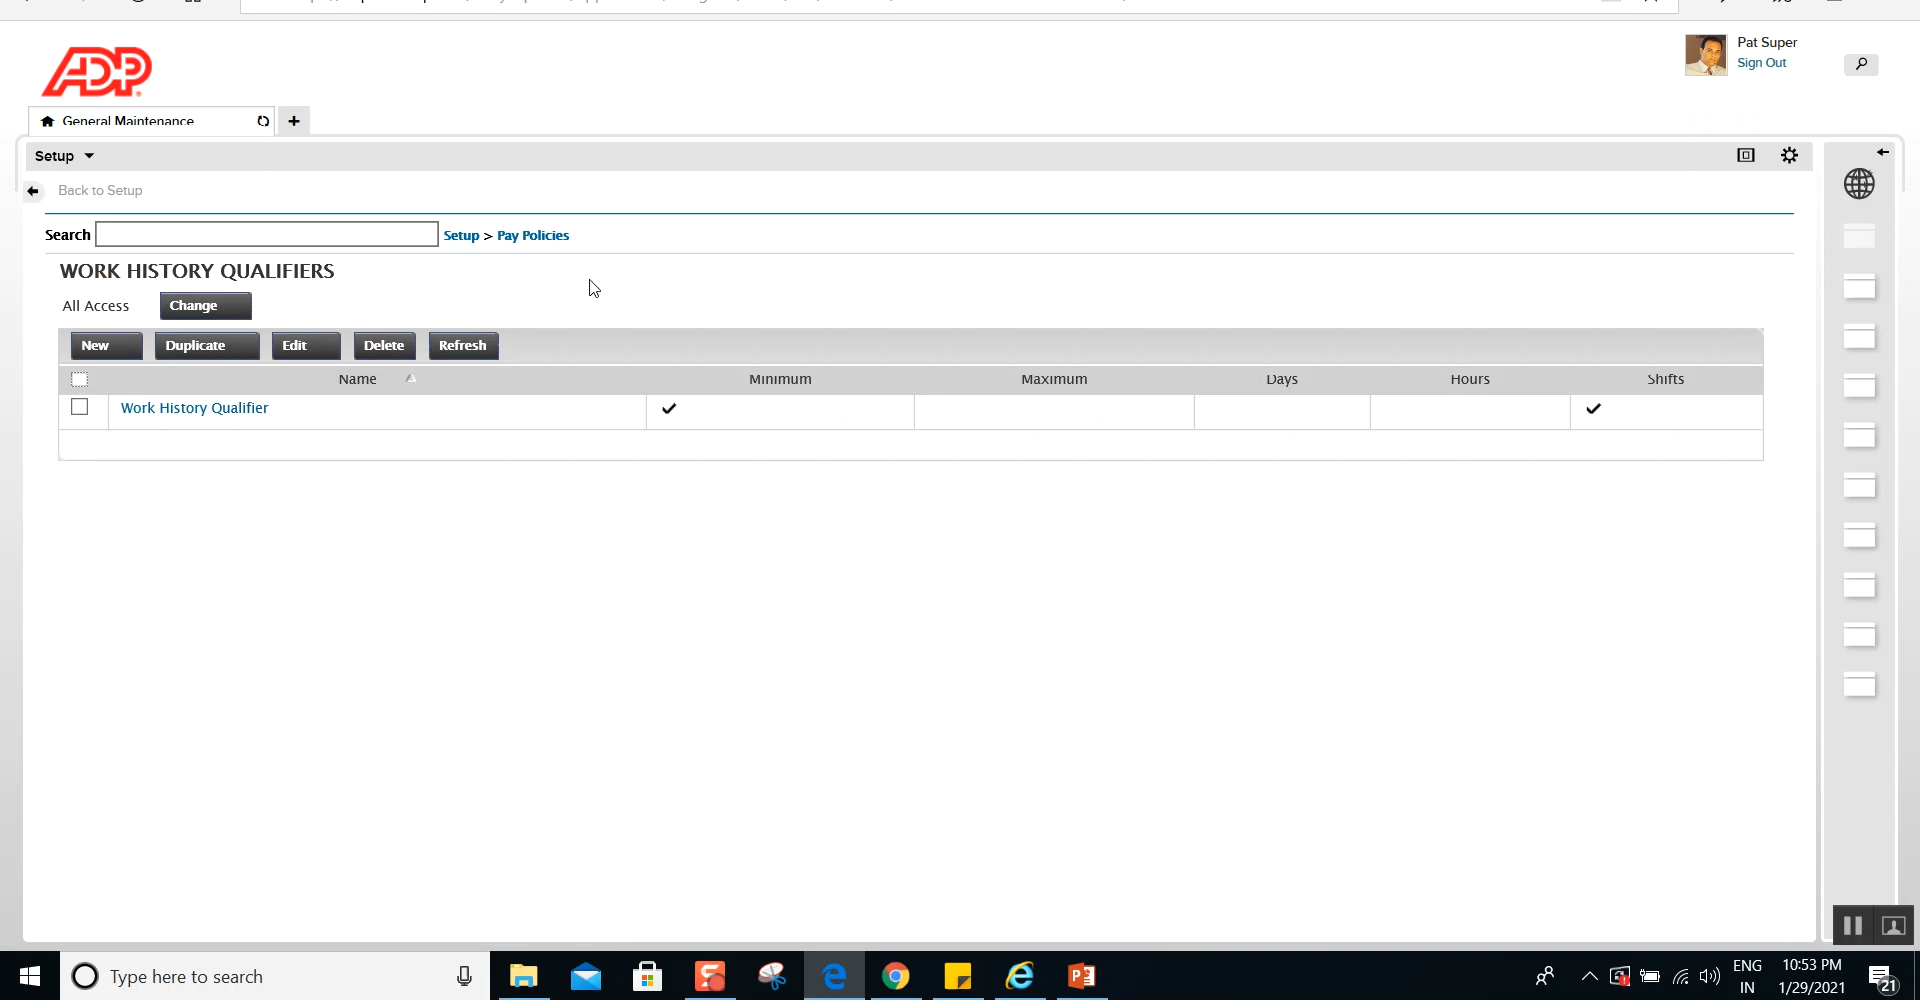 ADP
Pat Super
Sign Out
General Maintenance
Setup
Back to Setup
Search
Setup > Pay Policies
WORK HISTORY QUALIFIERS
All Access
Change
New
Duplicate
Edit
Delete
Refresh
Name
Minimum
Maximum
Days
Hours
Shifts
Work History Qualifier
Type here to search
ENG
IN
10:53 PM
1/29/2021
21